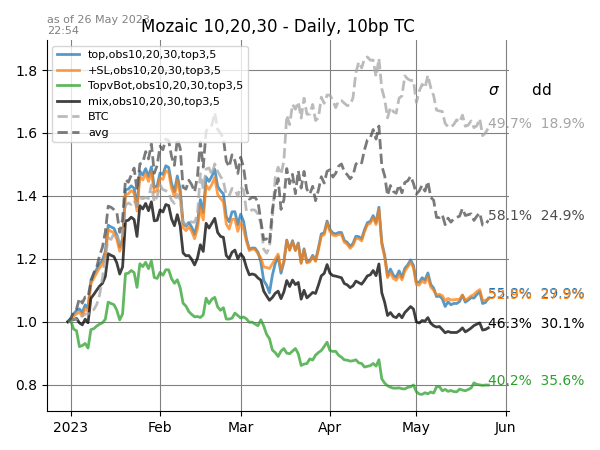 as of 26 May 2023
22:54
Mozaic 10,20,30 - Daily, 10bp TC
top,obs10,20,30,top3,5
+SL,obs10,20,30,top3,5
TopvBot,obs10,20,30,top3,5
mix,obs10,20,30,top3,5
BTC
avg
σ dd
49.7% 18.9%
58.1% 24.9%
29.9%
46.3% 30.1%
40.2% 35.6%
1.8
1.6
1.4
1.2
1.0
0.8
2023 Feb Mar Apr May Jun